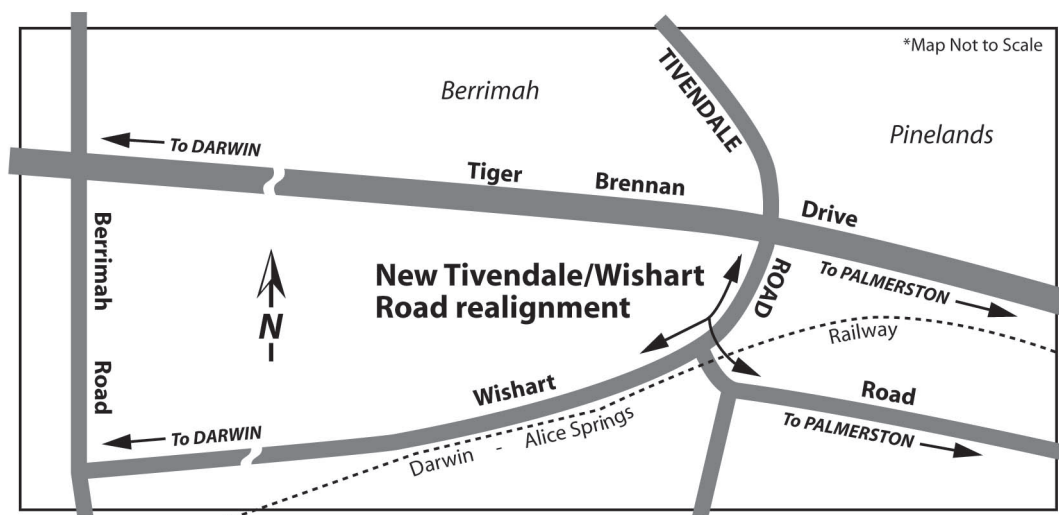 *Map Not to Scale
TIVENDALE
Berrimah
Pinelands
To DARWIN
Tiger Brennan Drive
Berrimah Road
N
New Tivendale/Wishart
Road realignment
ROAD
To PALMERSTON
Railway
Wishart Road
To DARWIN
Darwin - Alice Springs
To PALMERSTON